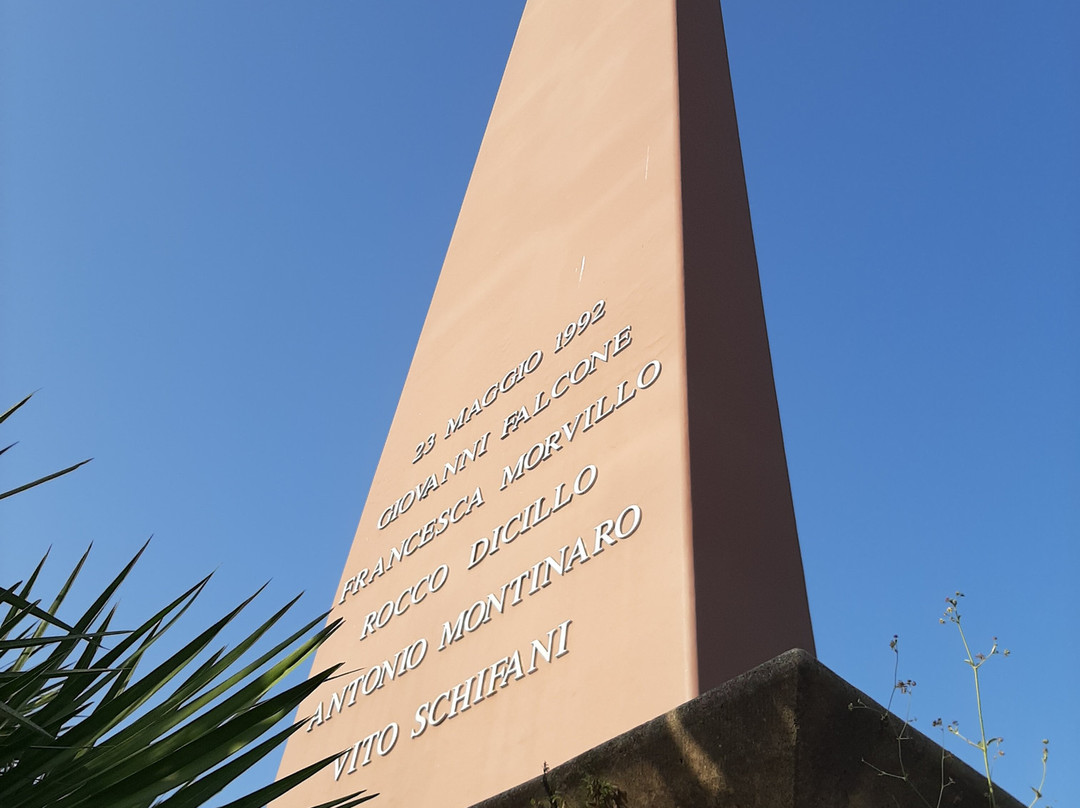 23 MAGGIO 1992
GIOVANNI FALCONE
FRANCESCA MORVILLO
ROCCO DICILLO
ANTONIO MONTINARO
VITO SCHIFANI